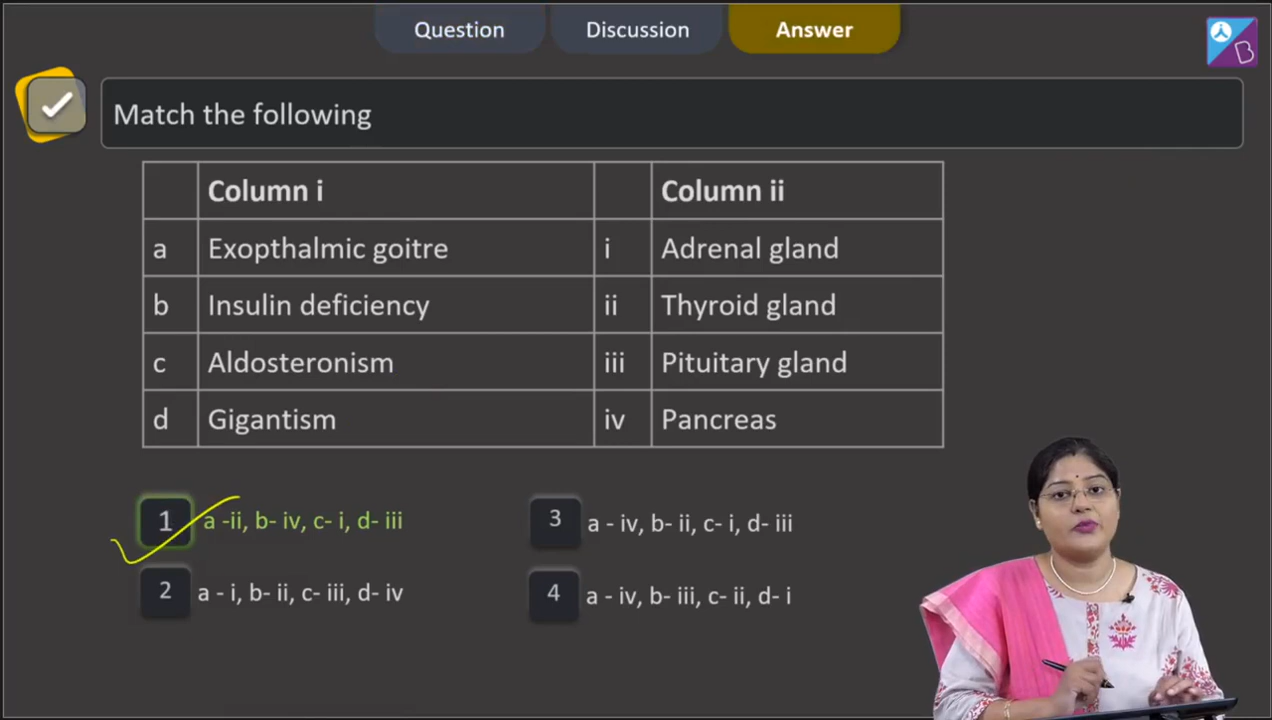 Question Discussion Answer
B
Match the following
Column i Column ii
a Exopthalmic goitre i Adrenal gland
b Insulin deficiency ii Thyroid gland
c Aldosteronism iii Pituitary gland
d Gigantism iv Pancreas
1 a -ii, b- iv, c- i, d- iii
3 a - iv, b- ii, c- i, d- iii
2 a - i, b- ii, c- iii, d- iv
4 a - iv, b- iii, c- ii, d- i